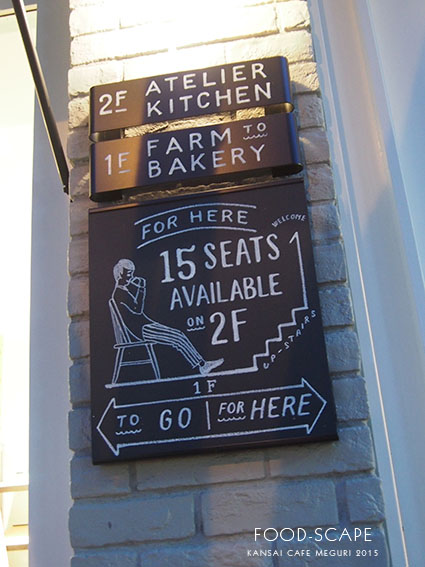 2F ATELIER
KITCHEN
1F FARM TO
BAKERY
FOR HERE
WELCOME
15 SEATS
AVAILABLE
ON 2F
UP-STAIRS
1F
TO GO | FOR HERE
FOOD-SCAPE
KANSAI CAFE MEGURI 2015